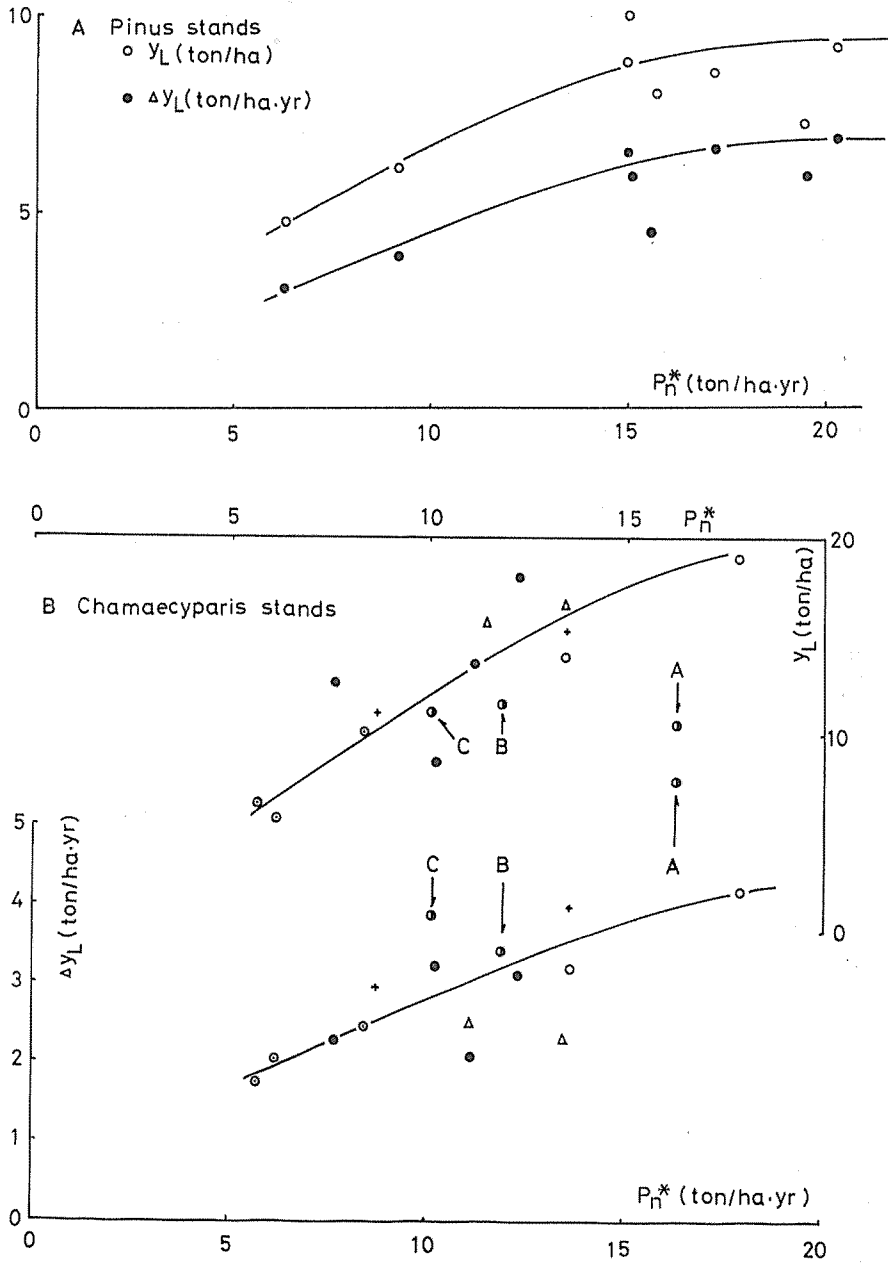 10
A Pinus stands
○ yL (ton/ha)
● ΔyL (ton/ha·yr)
5
Pn* (ton/ha·yr)
0
0 5 10 15 20
0 5 10 15 Pn*
20
B Chamaecyparis stands
yL (ton/ha)
A
10
C B
5
A
C B
4
0
ΔyL (ton/ha·yr)
3
2
1
Pn* (ton/ha·yr)
0
0 5 10 15 20